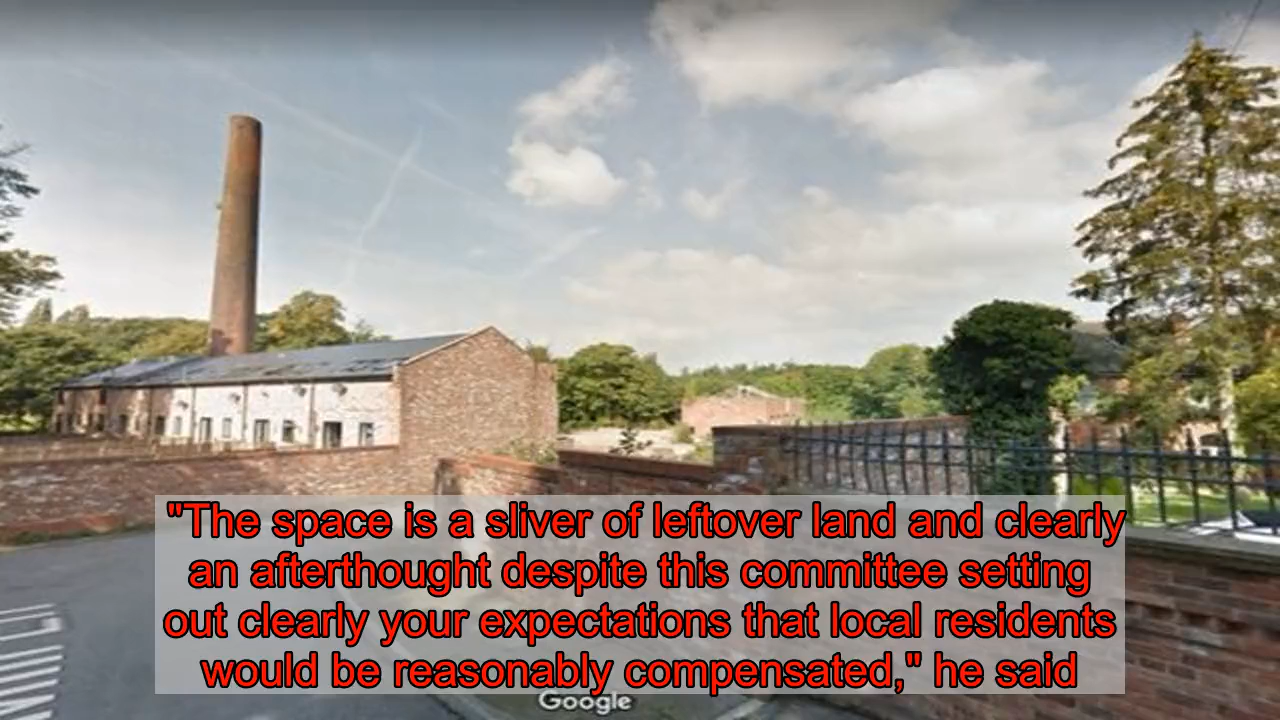 "The space is a sliver of leftover land and clearly
an afterthought despite this committee setting
out clearly your expectations that local residents
would be reasonably compensated," he said
Google